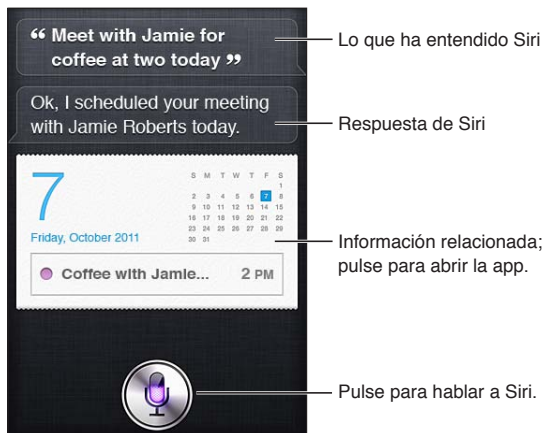 “ Meet with Jamie for
coffee at two today ”
Lo que ha entendido Siri
Ok, I scheduled your meeting
with Jamie Roberts today.
Respuesta de Siri
7
Friday, October 2011
S M T W T F S
1
2 3 4 5 6 7 8
9 10 11 12 13 14 15
16 17 18 19 20 21 22
23 24 25 26 27 28 29
30 31
Coffee with Jamie... 2 PM
Información relacionada;
pulse para abrir la app.
Pulse para hablar a Siri.